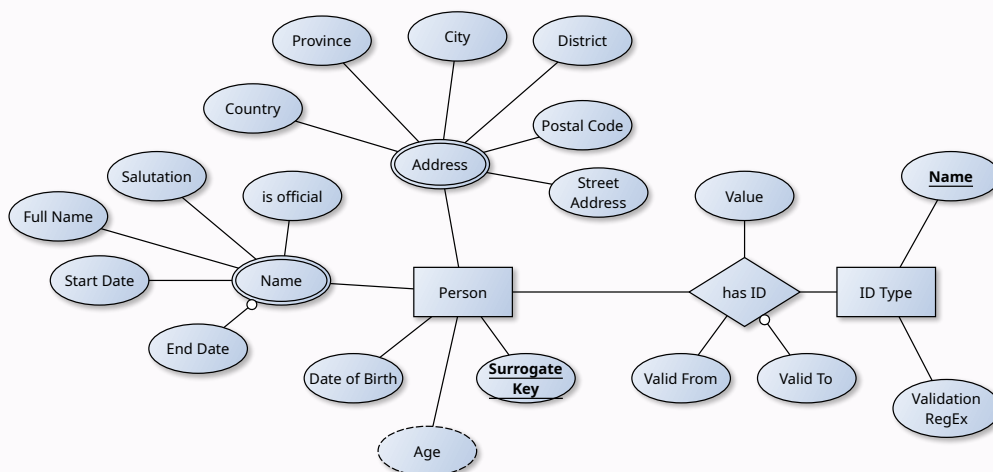 Province
City
District
Country
Postal Code
Address
Salutation
is official
Street
Address
Value
Name
Full Name
Start Date
Name
Person
has ID
ID Type
End Date
Date of Birth
Surrogate
Key
Valid From
Valid To
Validation
RegEx
Age